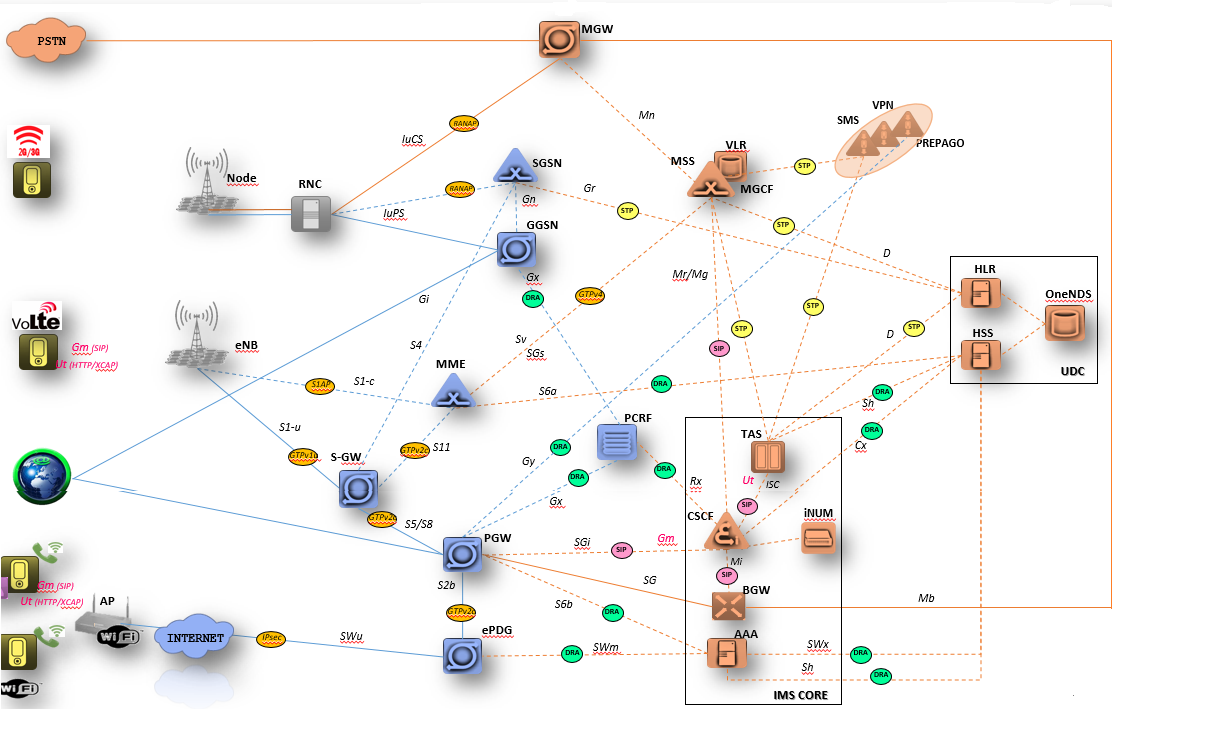 MGW
PSTN
VPN
SMS
PREPAGO
Mn
RANAP
IuCS
2G/3G
VLR
MSS
STP
MGCF
SGSN
Node
RNC
RANAP
Gr
Gn
IuPS
STP
GGSN
STP
D
HLR
Mr/Mg
Gx
DRA
GTPv4
OneNDS
Gi
STP
VoLte
STP
STP
HSS
D
Sv
S4
eNB
Gm (SIP)
SIP
SGs
Ut (HTTP/XCAP)
MME
UDC
S1-c
S1AP
DRA
S6a
DRA
Sh
PCRF
S1-u
DRA
TAS
Cx
DRA
S11
GTPv2c
GTPv1u
S-GW
Gy
DRA
DRA
Rx
Ut
ISC
Gx
SIP
iNUM
CSCF
GTPv2c
S5/S8
PGW
SGi
SIP
Gm
Mi
SIP
SG
Gm (SIP)
S2b
BGW
Mb
Ut (HTTP/XCAP)
AP
S6b
DRA
GTPv2c
ePDG
AAA
WiFi
INTERNET
IPsec
SWu
SWm
DRA
SWx
DRA
Sh
DRA
WiFi
IMS CORE